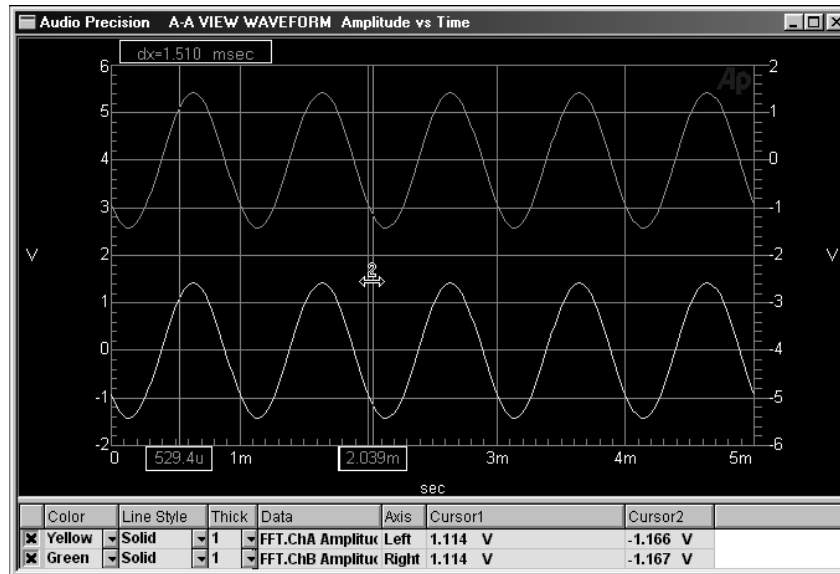 Audio Precision A-A VIEW WAVEFORM Amplitude vs Time
dx=1.510 msec
Ap
6 2
5 1
4 0
3 -1
V 2 -2 V
2
1 -3
0 -4
-1 -5
-2 -6
0 529.4u 1m 2.039m 3m 4m 5m
sec
Color Line Style Thick Data Axis Cursor1 Cursor2
Yellow Solid 1 FFT.ChA Amplituc Left 1.114 V -1.166 V
Green Solid 1 FFT.ChB Amplituc Right 1.114 V -1.167 V